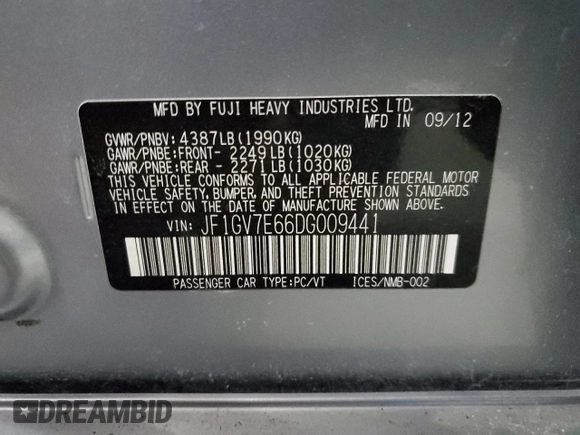 MFD BY FUJI HEAVY INDUSTRIES LTD.
MFD IN 09/12
GVWR/PNBV: 4387LB(1990KG)
GAWR/PNBE:FRONT- 2249LB(1020KG)
GAWR/PNBE:REAR - 2271LB(1030KG)
THIS VEHICLE CONFORMS TO ALL APPLICABLE FEDERAL MOTOR
VEHICLE SAFETY, BUMPER, AND THEFT PREVENTION STANDARDS
IN EFFECT ON THE DATE OF MANUFACTURE SHOWN ABOVE.
VIN: JF1GV7E66DG009441
PASSENGER CAR TYPE:PC/VT ICES/NMB-002
DREAMBID